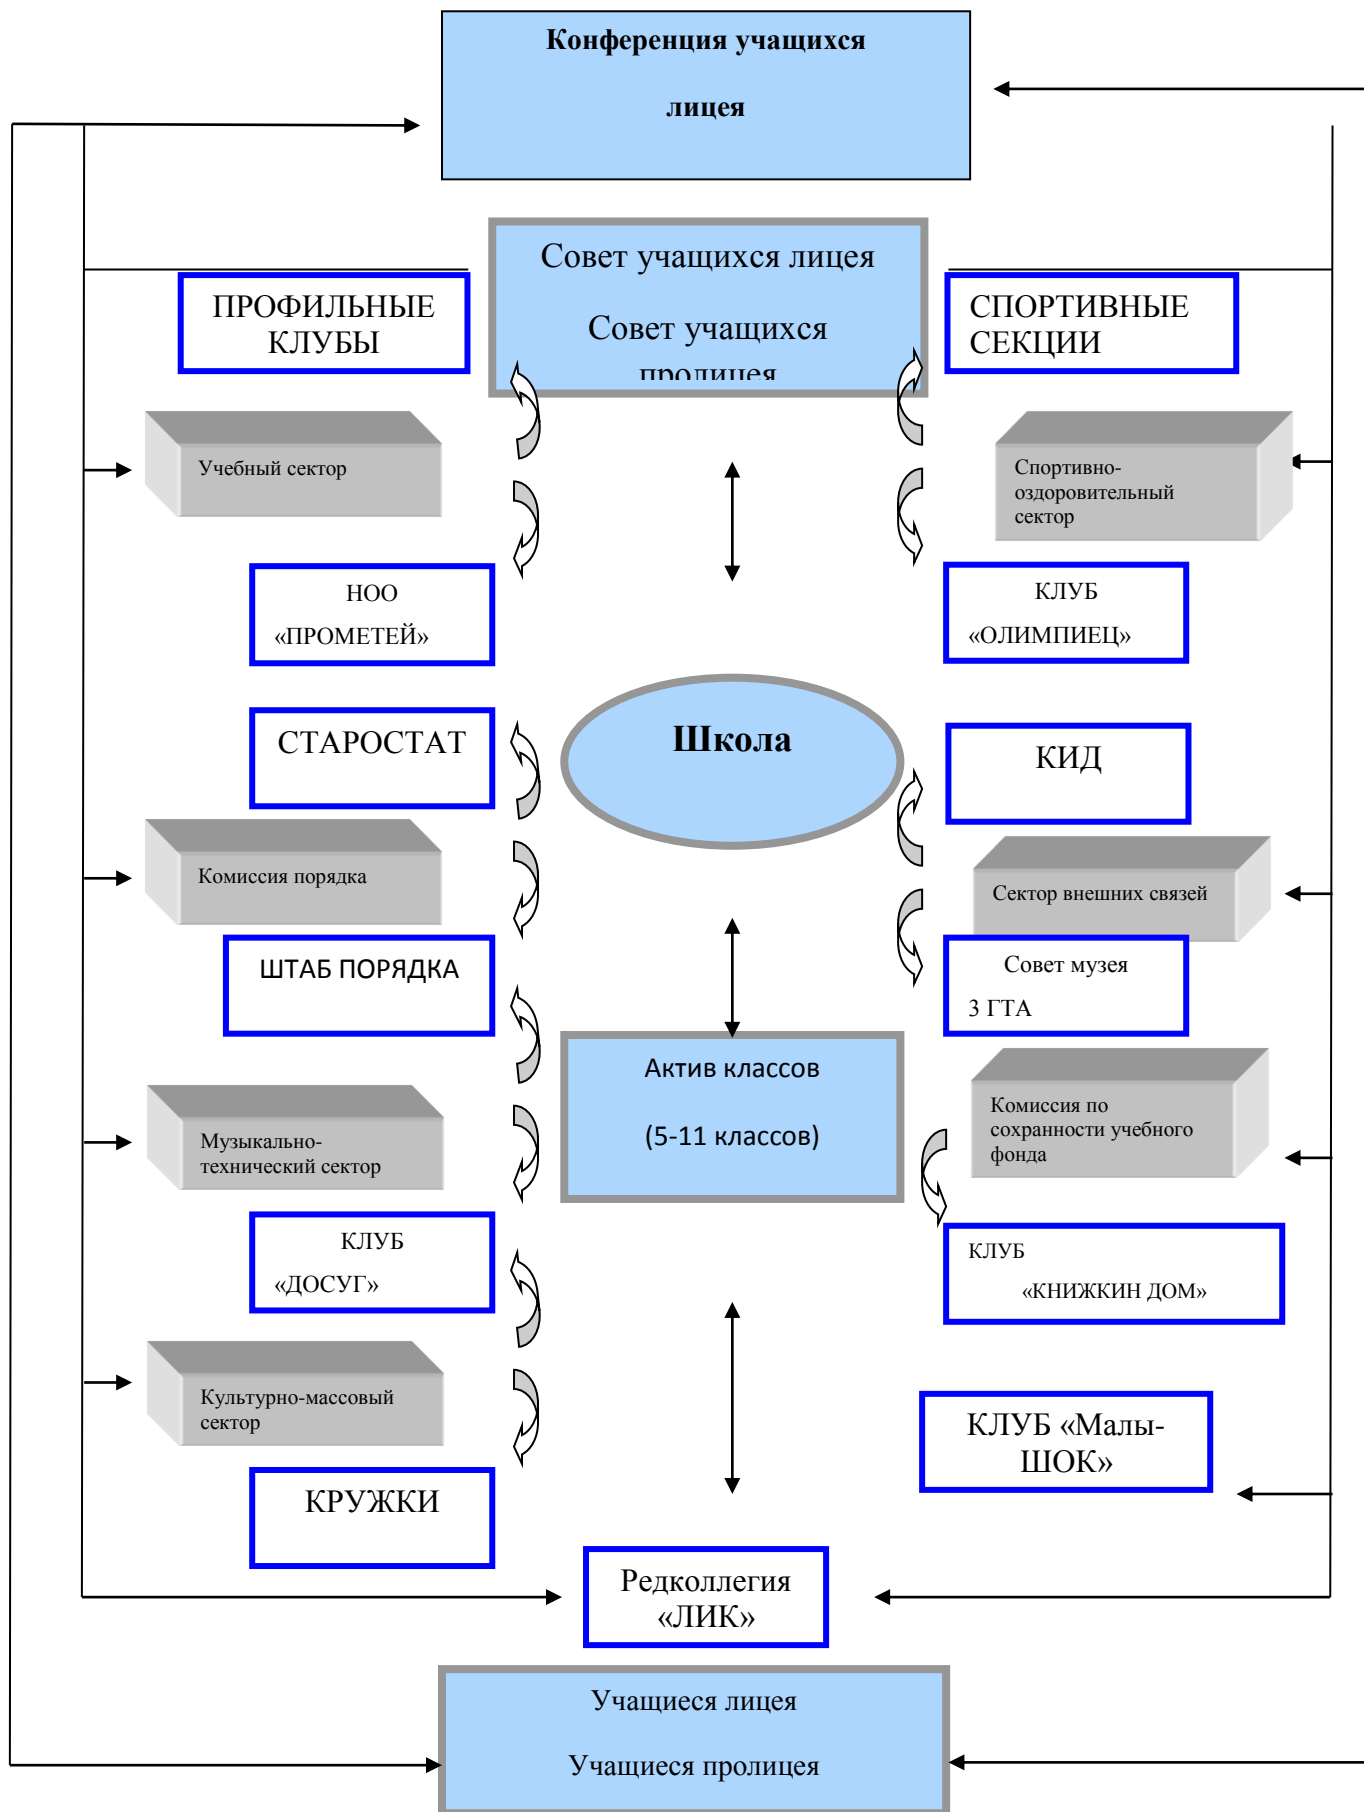 Конференция учащихся
лицея
Совет учащихся лицея
Совет учащихся
пролицея
ПРОФИЛЬНЫЕ
КЛУБЫ
СПОРТИВНЫЕ
СЕКЦИИ
Учебный сектор
Спортивно-
оздоровительный
сектор
НОО
«ПРОМЕТЕЙ»
КЛУБ
«ОЛИМПИЕЦ»
СТАРОСТАТ
Школа
КИД
Комиссия порядка
Сектор внешних связей
ШТАБ ПОРЯДКА
Совет музея
3 ГТА
Актив классов
(5-11 классов)
Музыкально-
технический сектор
Комиссия по
сохранности учебного
фонда
КЛУБ
«ДОСУГ»
КЛУБ
«КНИЖКИН ДОМ»
Культурно-массовый
сектор
КЛУБ «Малы-
ШОК»
КРУЖКИ
Редколлегия
«ЛИК»
Учащиеся лицея
Учащиеся пролицея